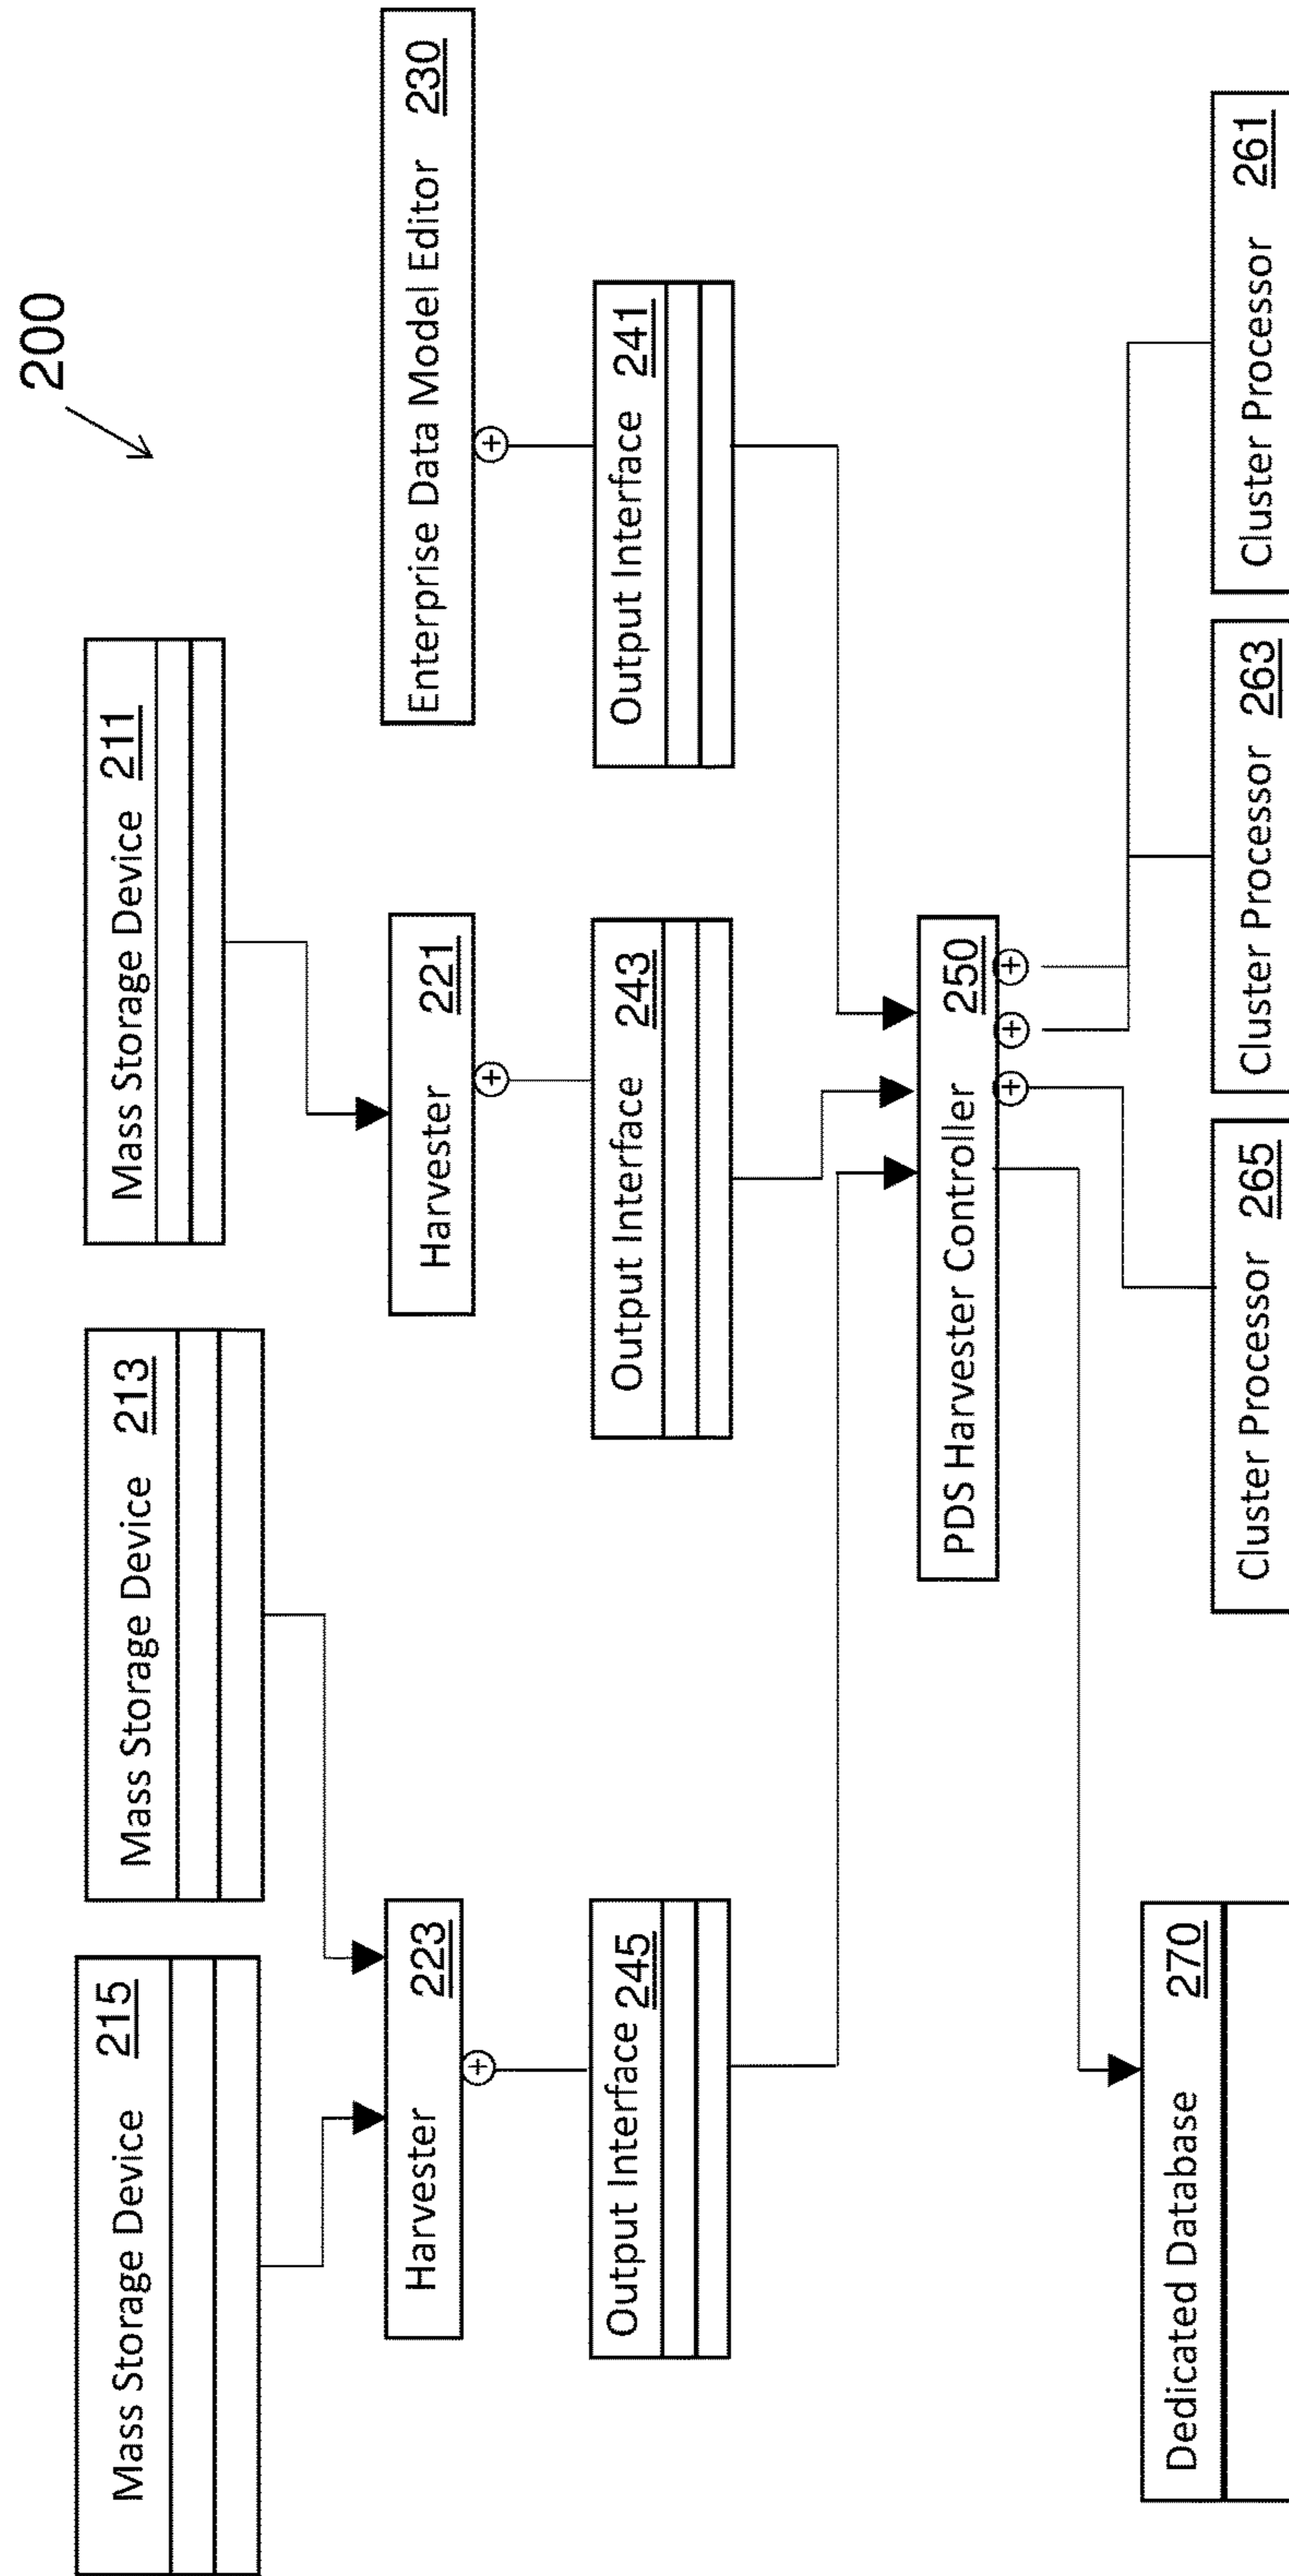 200
Mass Storage Device 215
Mass Storage Device 213
Mass Storage Device 211
Harvester 223
Harvester 221
Enterprise Data Model Editor 230
+
+
+
Output Interface 245
Output Interface 243
Output Interface 241
PDS Harvester Controller 250
+
+
+
Dedicated Database 270
Cluster Processor 265
Cluster Processor 263
Cluster Processor 261